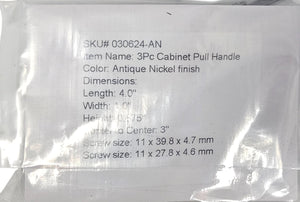 SKU# 030624-AN
Item Name: 3Pc Cabinet Pull Handle
Color: Antique Nickel finish
Dimensions:
Length: 4.0"
Width: 1.0"
Center to Center: 3"
Screw size: 11 x 39.8 x 4.7 mm
Screw size: 11 x 27.8 x 4.6 mm